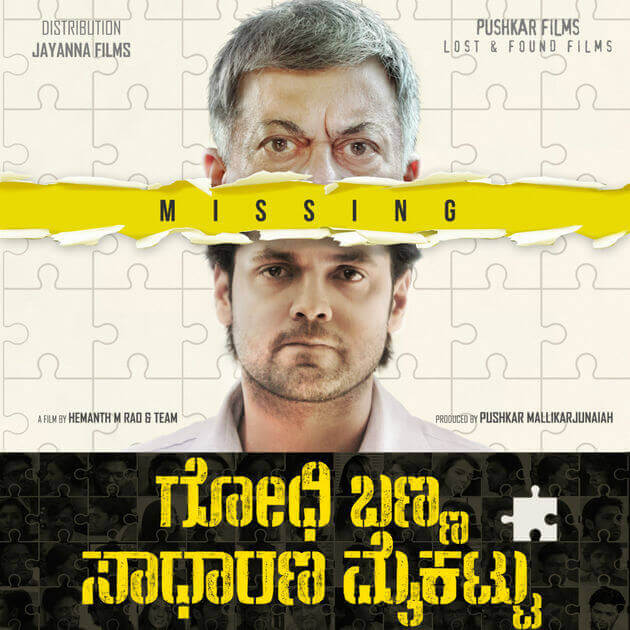 DISTRIBUTION
JAYANNA FILMS
PUSHKAR FILMS
LOST & FOUND FILMS
MISSING
A FILM BY HEMANTH M RAO & TEAM
PRODUCED BY PUSHKAR MALLIKARJUNAIAH
ಗೋಧಿ ಬಣ್ಣ
ಸಾಧಾರಣ ಮೈಕಟ್ಟು